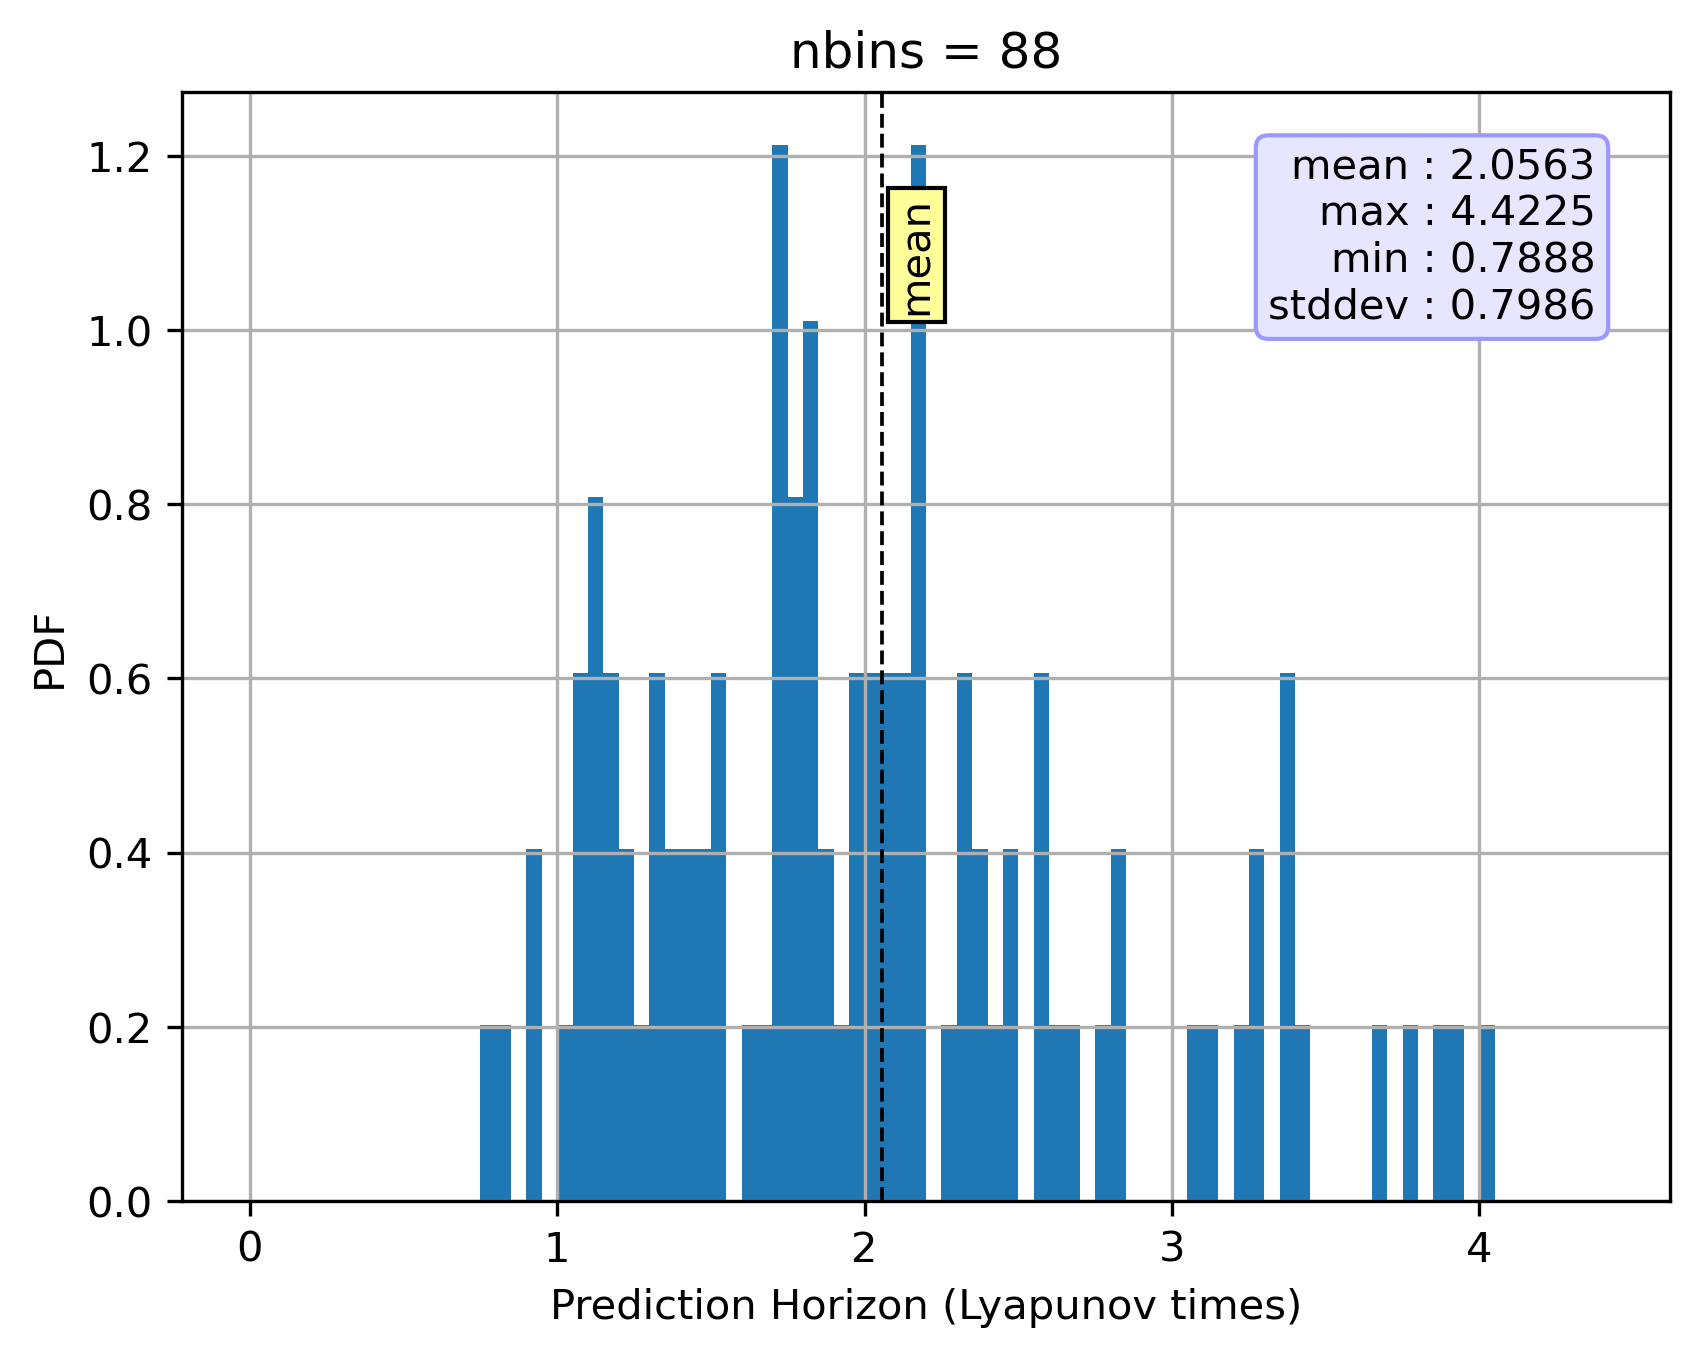 nbins = 88
mean : 2.0563
max : 4.4225
min : 0.7888
stddev : 0.7986
mean
PDF
1.2
1.0
0.8
0.6
0.4
0.2
0.0
0
1
2
3
4
Prediction Horizon (Lyapunov times)